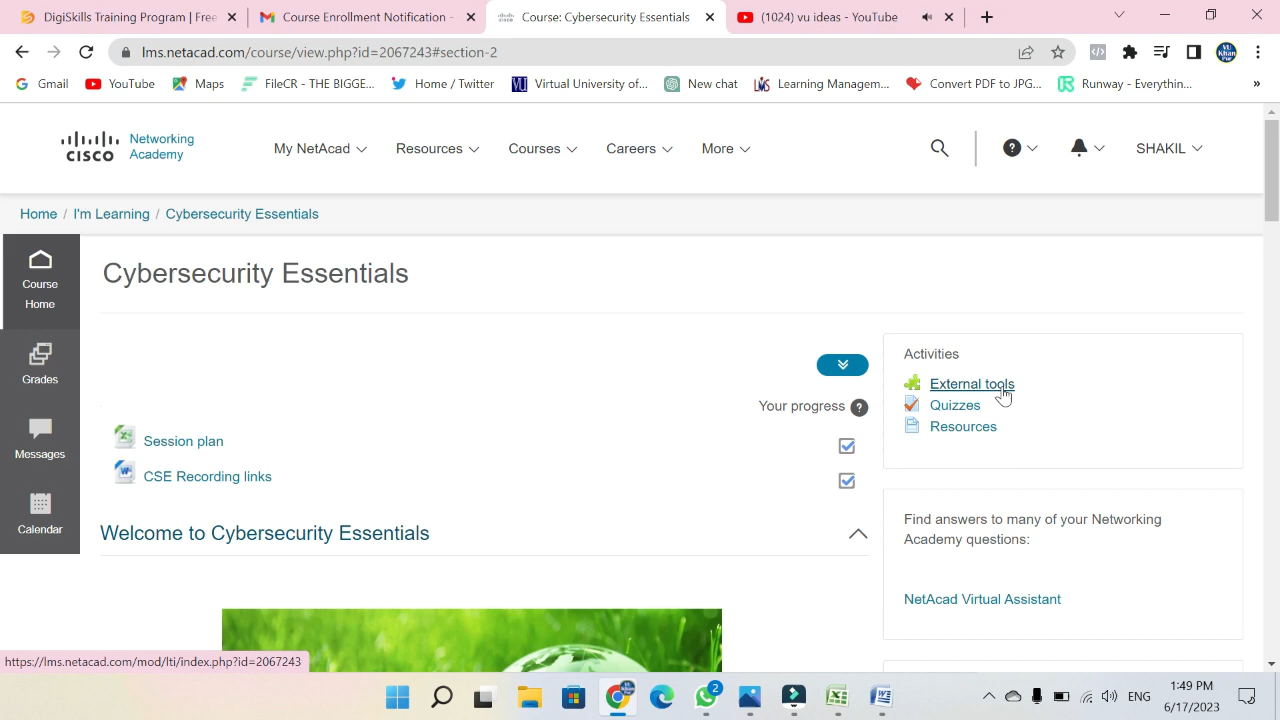 DigiSkills Training Program | Free
Course Enrollment Notification -
Course: Cybersecurity Essentials
(1024) vu ideas - YouTube
lms.netacad.com/course/view.php?id=2067243#section-2
Gmail
YouTube
Maps
FileCR - THE BIGGE...
Home / Twitter
Virtual University of...
New chat
Learning Managem...
Convert PDF to JPG...
Runway - Everythin...
»
cisco
Networking
Academy
My NetAcad
Resources
Courses
Careers
More
SHAKIL
Home / I'm Learning / Cybersecurity Essentials
Course
Home
Grades
Messages
Calendar
Cybersecurity Essentials
Your progress ?
Session plan
CSE Recording links
Welcome to Cybersecurity Essentials
Activities
External tools
Quizzes
Resources
Find answers to many of your Networking
Academy questions:
NetAcad Virtual Assistant
https://lms.netacad.com/mod/lti/index.php?id=2067243
2
ENG
1:49 PM
6/17/2023